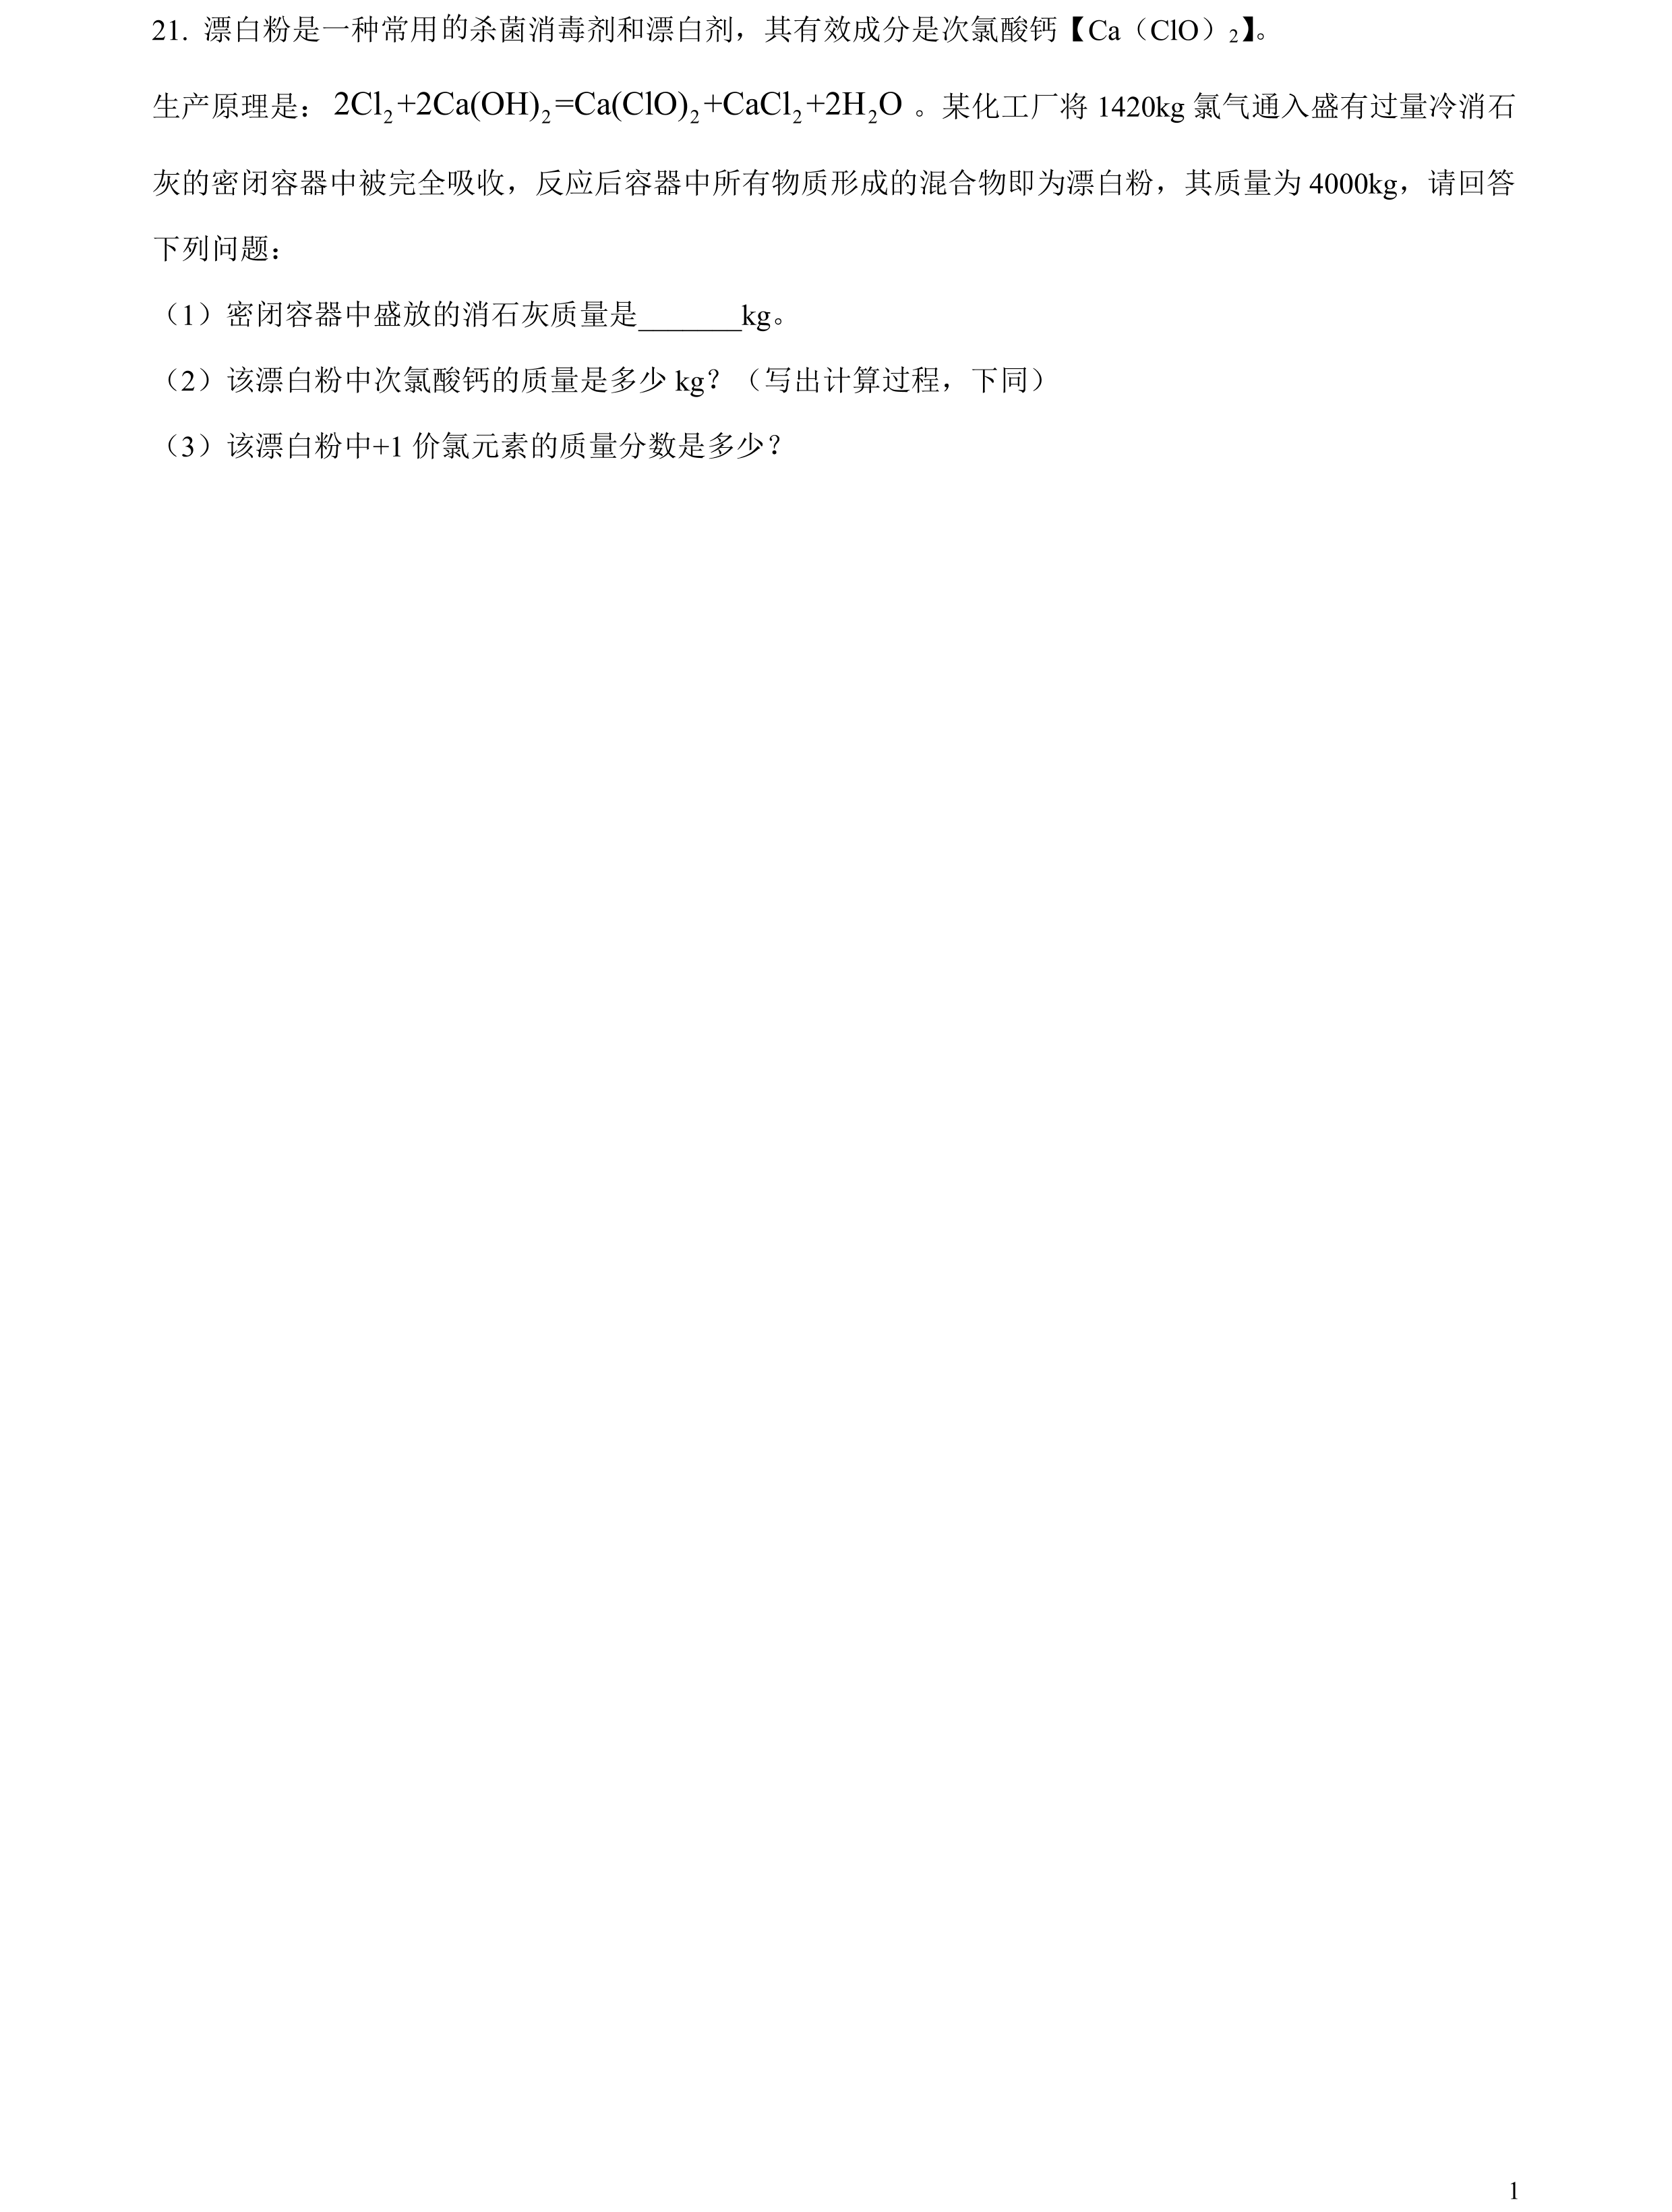 21. 漂白粉是一种常用的杀菌消毒剂和漂白剂，其有效成分是次氯酸钙【Ca（ClO）₂】。
生产原理是：2Cl₂+2Ca(OH)₂=Ca(ClO)₂+CaCl₂+2H₂O 。某化工厂将 1420kg 氯气通入盛有过量冷消石
灰的密闭容器中被完全吸收，反应后容器中所有物质形成的混合物即为漂白粉，其质量为 4000kg，请回答
下列问题：
（1）密闭容器中盛放的消石灰质量是_______kg。
（2）该漂白粉中次氯酸钙的质量是多少 kg？（写出计算过程，下同）
（3）该漂白粉中+1 价氯元素的质量分数是多少？
1